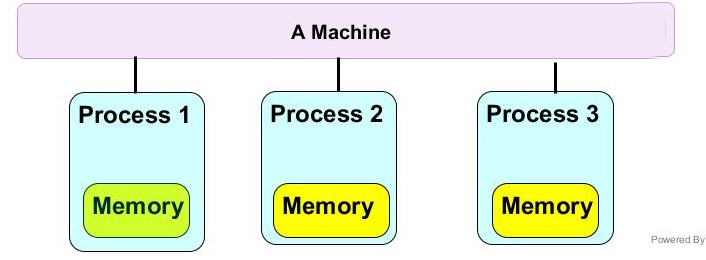 A Machine
Process 1
Process 2
Process 3
Memory
Memory
Memory
Powered By